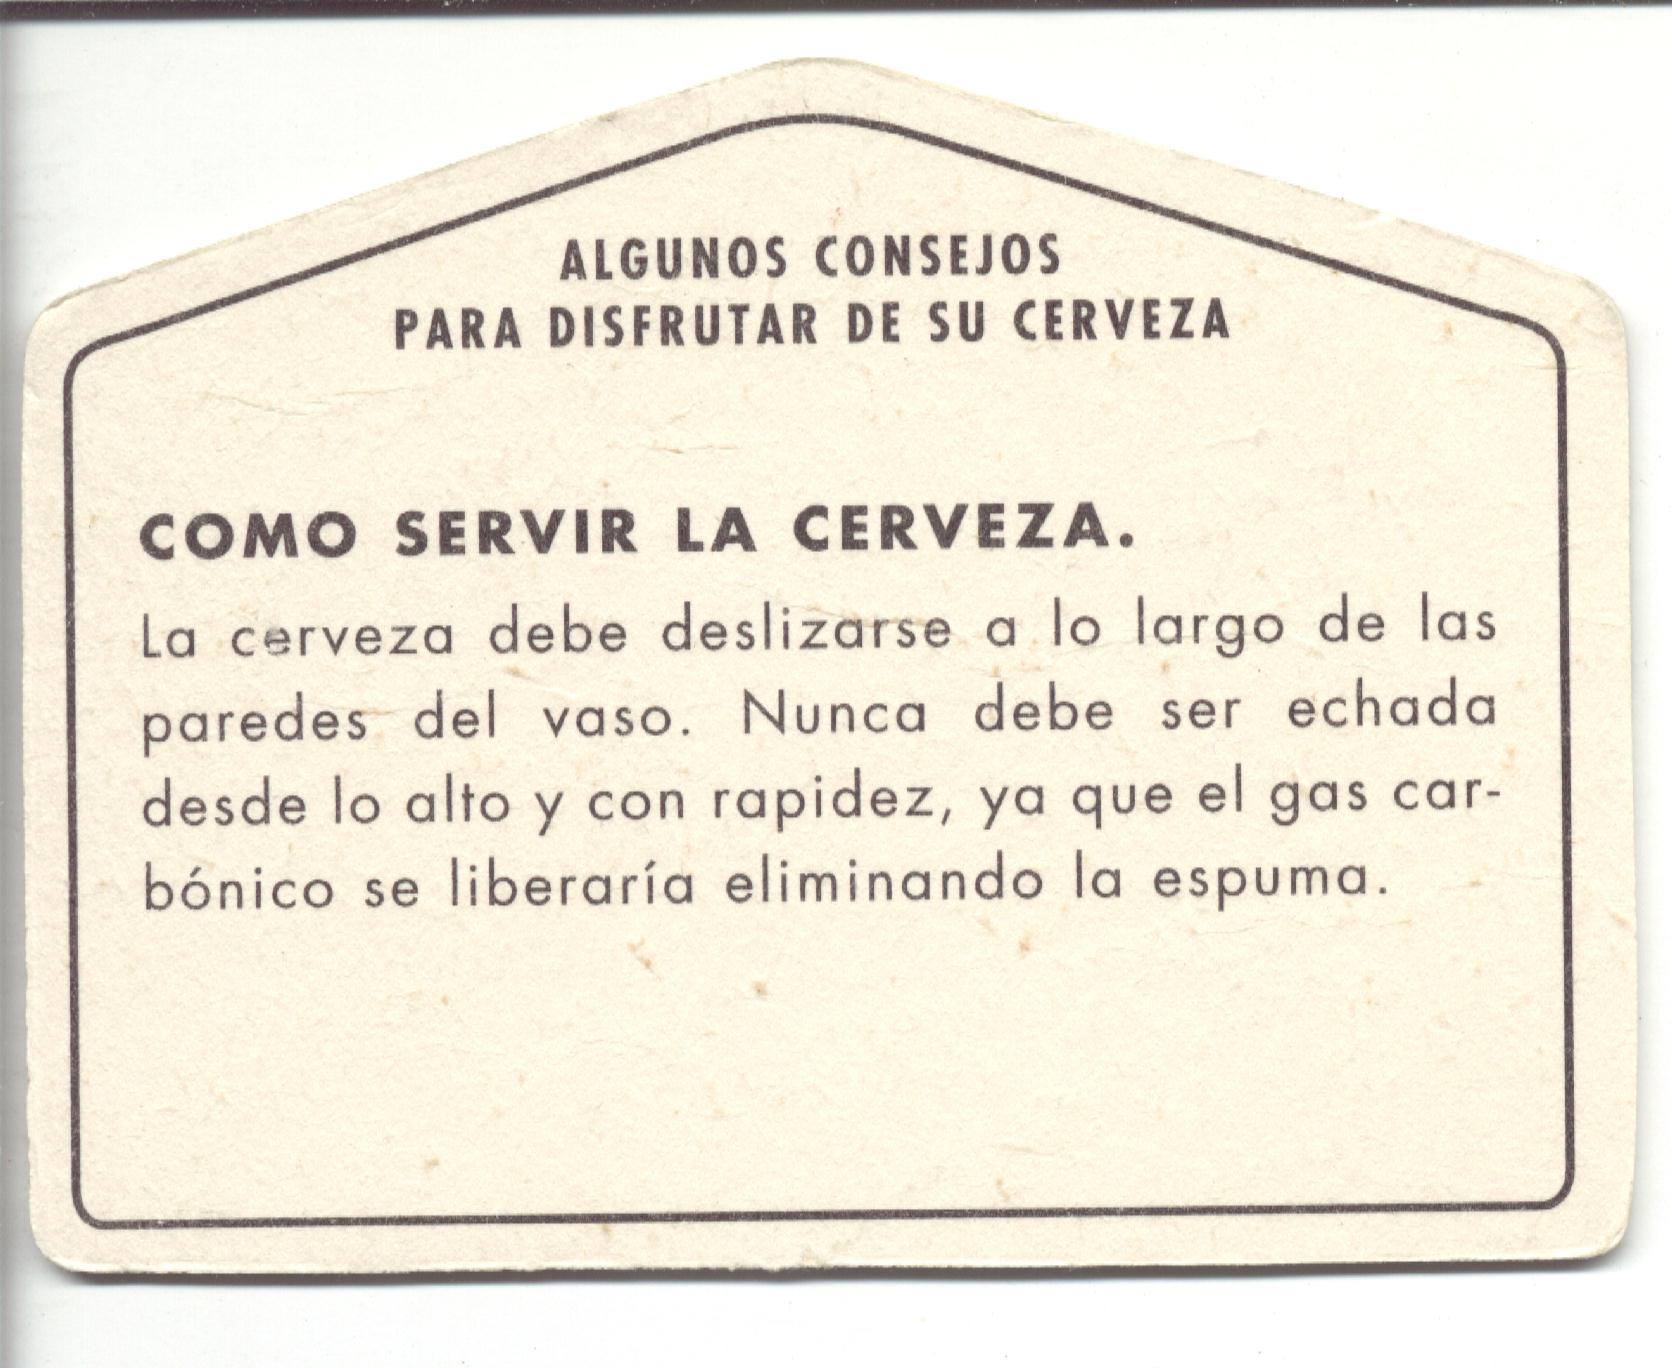 ALGUNOS CONSEJOS
PARA DISFRUTAR DE SU CERVEZA
COMO SERVIR LA CERVEZA.
La cerveza debe deslizarse a lo largo de las
paredes del vaso. Nunca debe ser echada
desde lo alto y con rapidez, ya que el gas car-
bónico se liberaría eliminando la espuma.